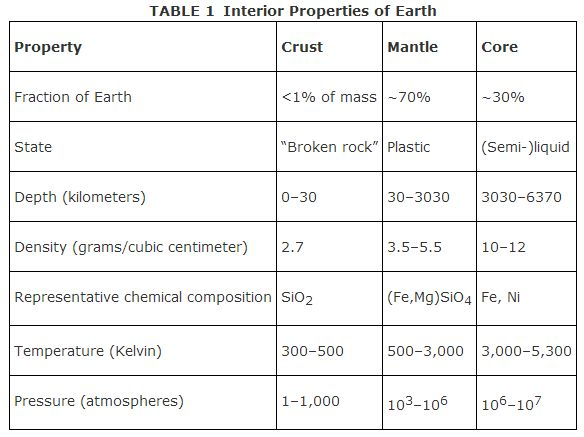 TABLE 1 Interior Properties of Earth
Property Crust Mantle Core
Fraction of Earth <1% of mass ~70% ~30%
State “Broken rock” Plastic (Semi-)liquid
Depth (kilometers) 0–30 30–3030 3030–6370
Density (grams/cubic centimeter) 2.7 3.5–5.5 10–12
Representative chemical composition SiO2 (Fe,Mg)SiO4 Fe, Ni
Temperature (Kelvin) 300–500 500–3,000 3,000–5,300
Pressure (atmospheres) 1–1,000 10³–10⁶ 10⁶–10⁷